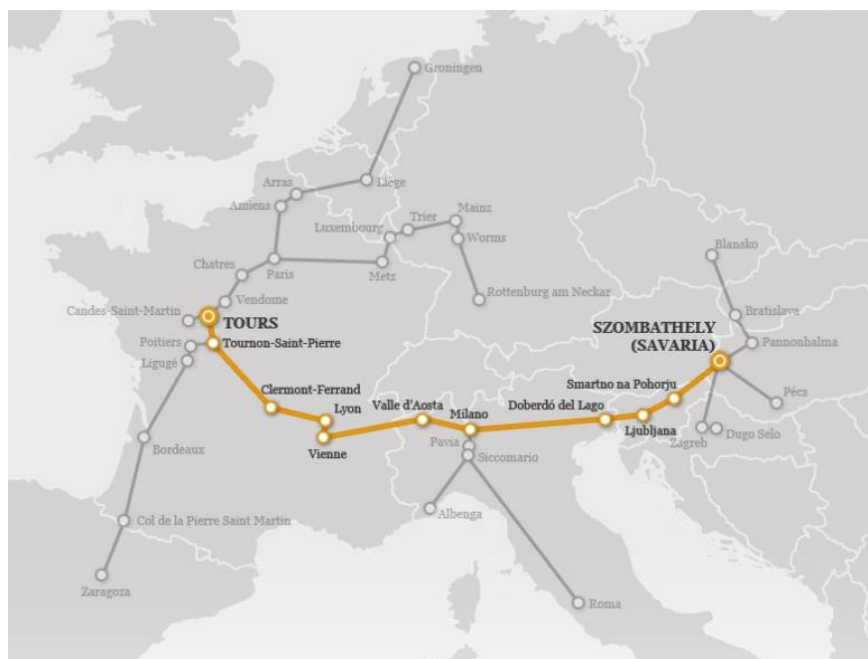 Groningen
Arras
Liege
Amiens
Luxembourg
Trier
Mainz
Worms
Blansko
Chatres
Paris
Metz
Rottenburg am Neckar
Vendome
Candes-Saint-Martin
TOURS
Bratislava
SZOMBATHELY
(SAVARIA)
Pannonhalma
Poitiers
Tournon-Saint-Pierre
Ligugé
Clermont-Ferrand
Lyon
Valle d'Aosta
Milano
Doberdó del Lago
Smartno na Pohorju
Pécs
Ljubljana
Zagreb
Dugo Selo
Bordeaux
Vienne
Pavia
Siccomario
Albenga
Col de la Pierre Saint Martin
Zaragoza
Roma